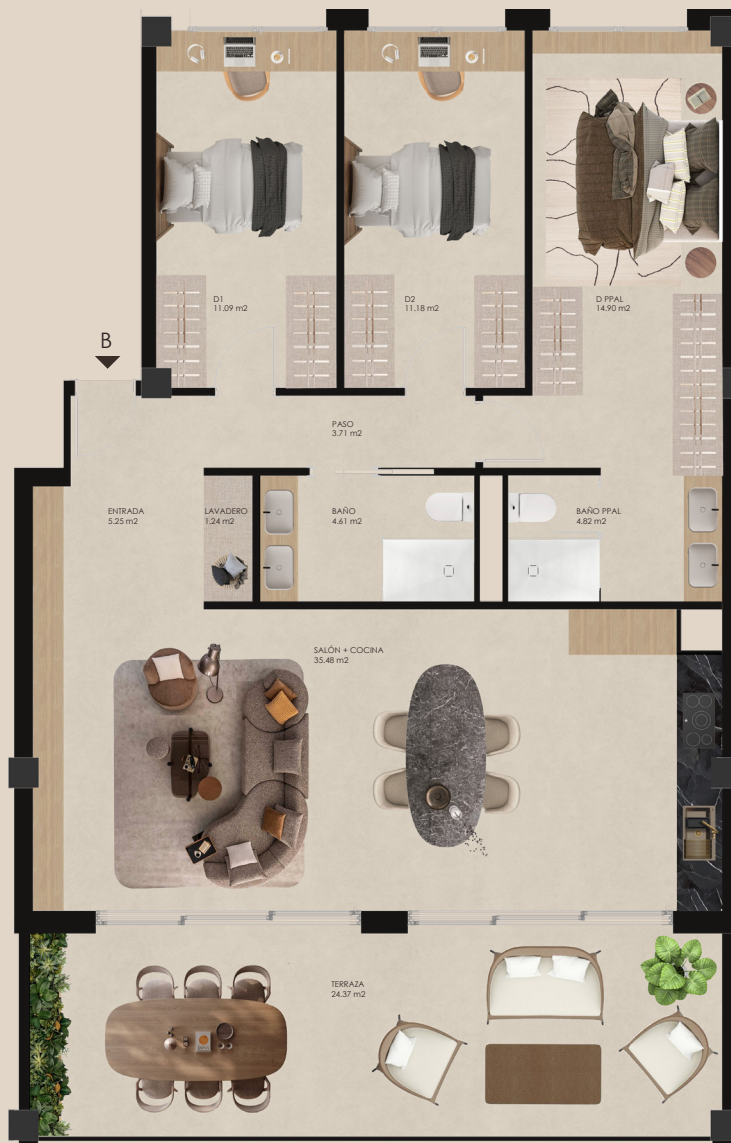 D1
11.09 m2
D2
11.18 m2
D PPAL
14.90 m2
B
PASO
3.71 m2
ENTRADA
5.25 m2
LAVADERO
1.24 m2
BAÑO
4.61 m2
BAÑO PPAL
4.82 m2
SALÓN + COCINA
35.48 m2
TERRAZA
24.37 m2